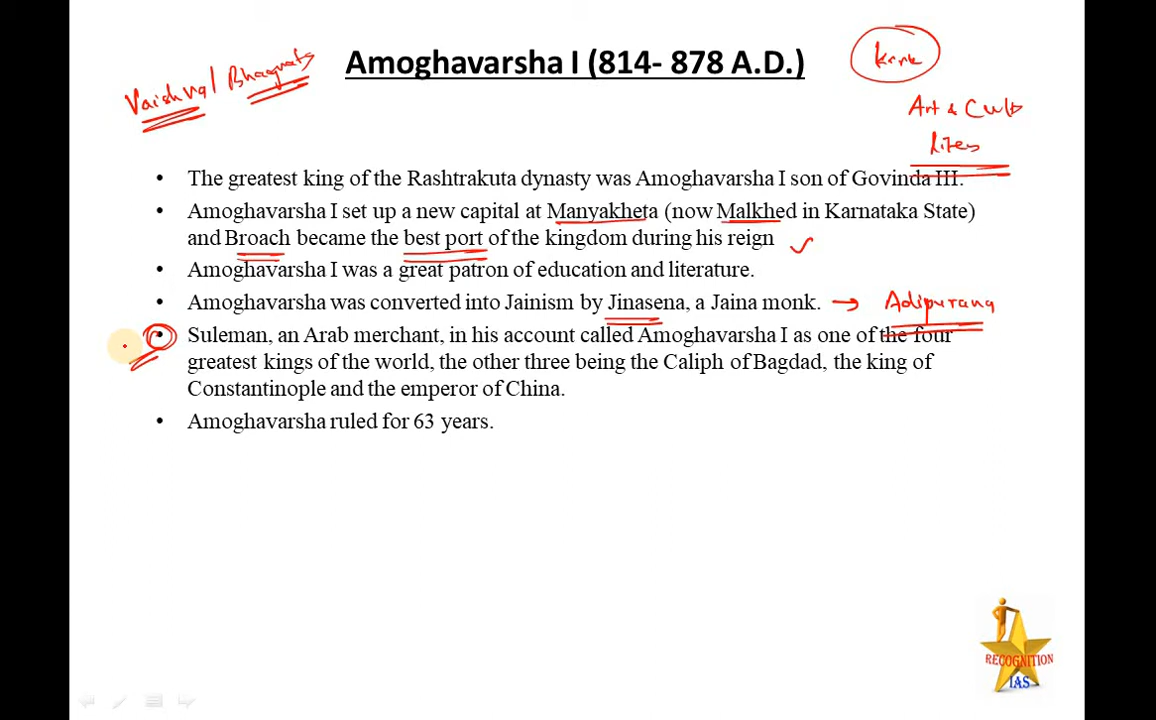 Amoghavarsha I (814- 878 A.D.)
Vaishnal Bhagvats
Art & Cult
• The greatest king of the Rashtrakuta dynasty was Amoghavarsha I son of Govinda III.
• Amoghavarsha I set up a new capital at Manyakheta (now Malkhed in Karnataka State)
and Broach became the best port of the kingdom during his reign
• Amoghavarsha I was a great patron of education and literature.
• Amoghavarsha was converted into Jainism by Jinasena, a Jaina monk. → Adipurana
• Suleman, an Arab merchant, in his account called Amoghavarsha I as one of the four
greatest kings of the world, the other three being the Caliph of Bagdad, the king of
Constantinople and the emperor of China.
• Amoghavarsha ruled for 63 years.
RECOGNITION
IAS